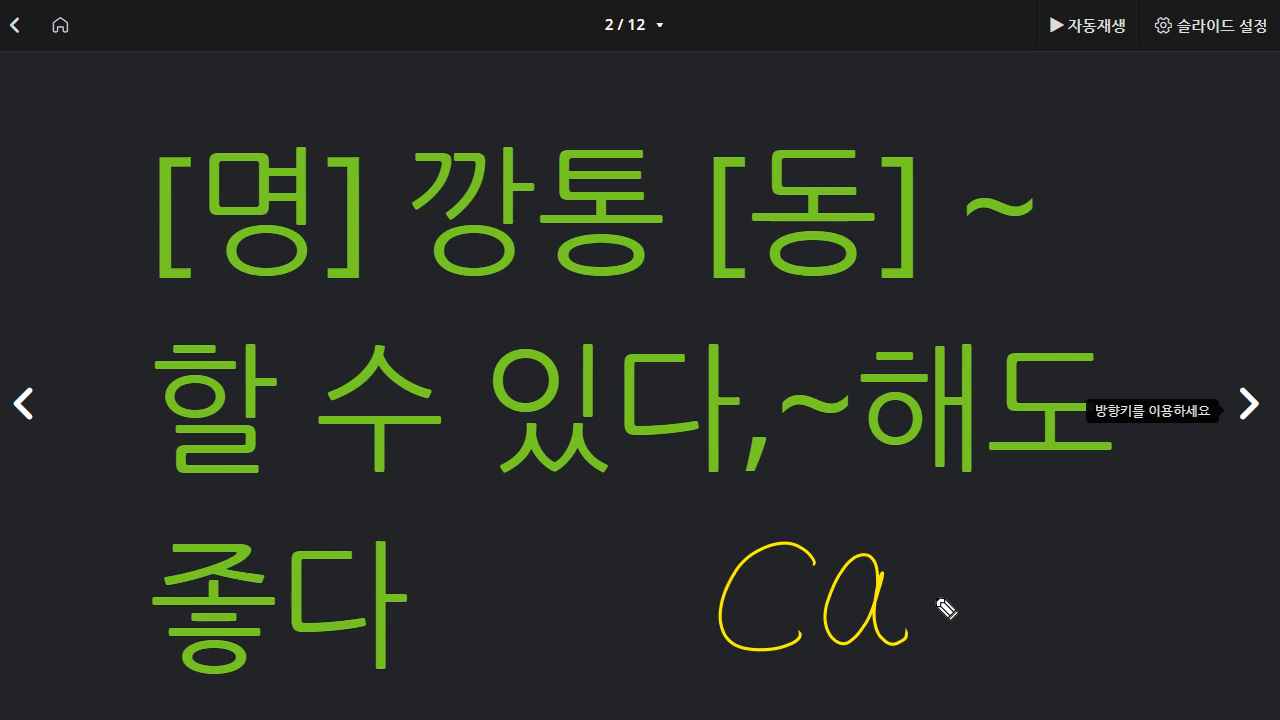 2 / 12
자동재생
슬라이드 설정
[명] 깡통 [동] ~
할 수 있다,~해도
방향키를 이용하세요
좋다
ca